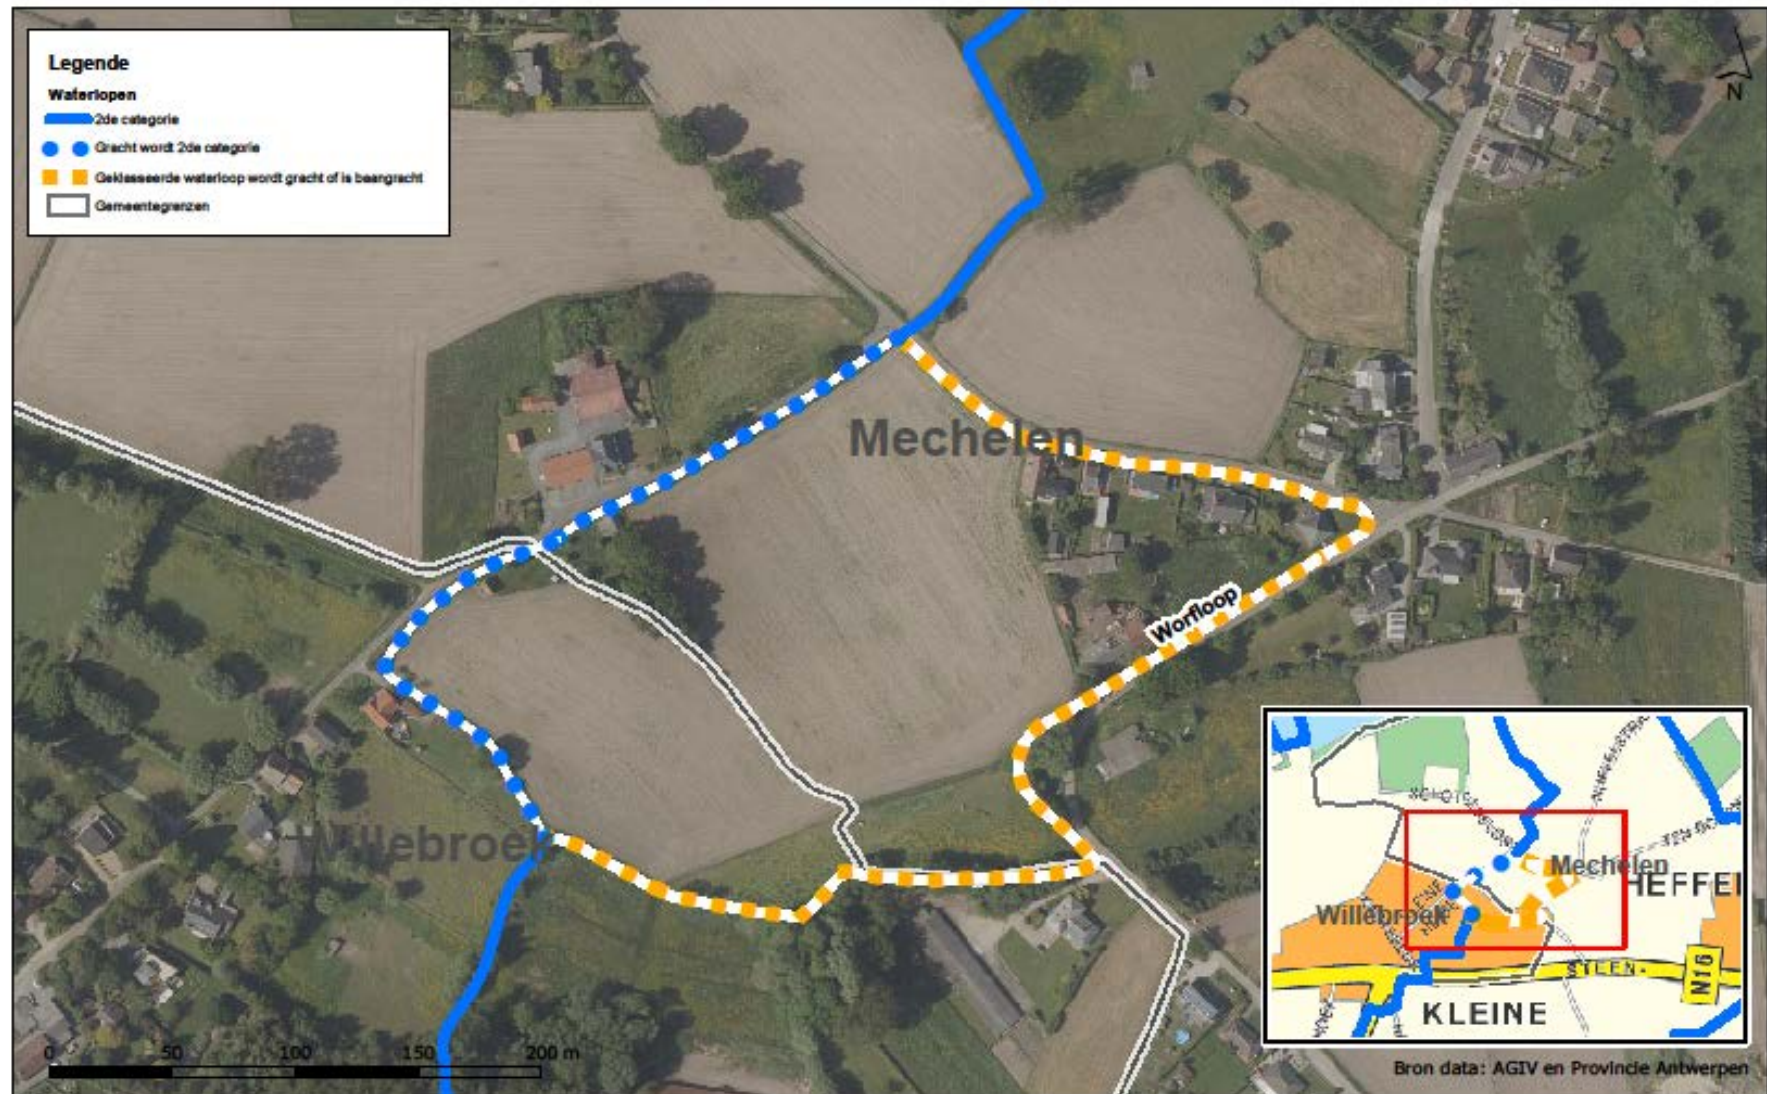 Legende
Waterlopen
2de categorie
Gracht wordt 2de categorie
Geklasseerde waterloop wordt gracht of is baangracht
Gemeentegrenzen
N
Mechelen
Worfloop
Willebroek
0 50 100 150 200 m
Mechelen
HEFFE
Willebroek
N16
KLEINE
Bron data: AGIV en Provincie Antwerpen